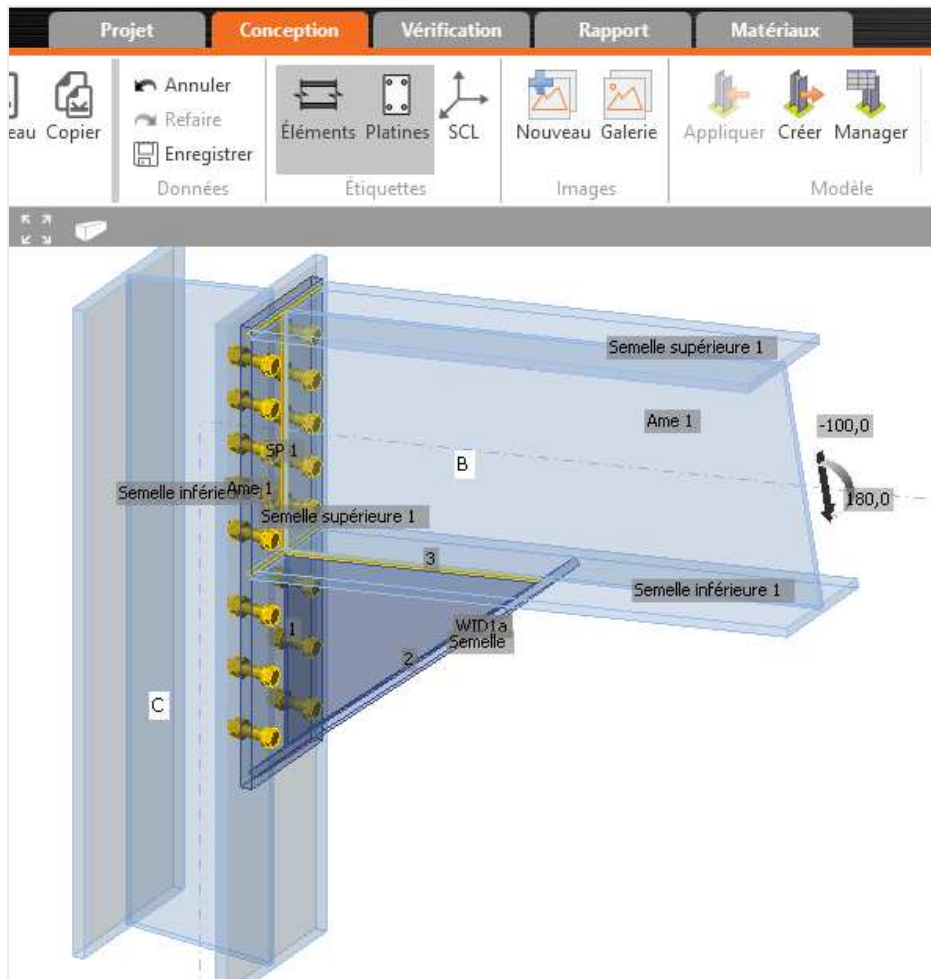 Projet
Conception
Vérification
Rapport
Matériaux
eau
Copier
Annuler
Refaire
Enregistrer
Éléments
Platines
SCL
Nouveau
Galerie
Appliquer
Créer
Manager
Données
Étiquettes
Images
Modèle
Semelle supérieure 1
Ame 1
-100,0
SP 1
B
180,0
Semelle inférieure
Ame 1
Semelle supérieure 1
3
Semelle inférieure 1
WID1a
1
Semelle
2
C